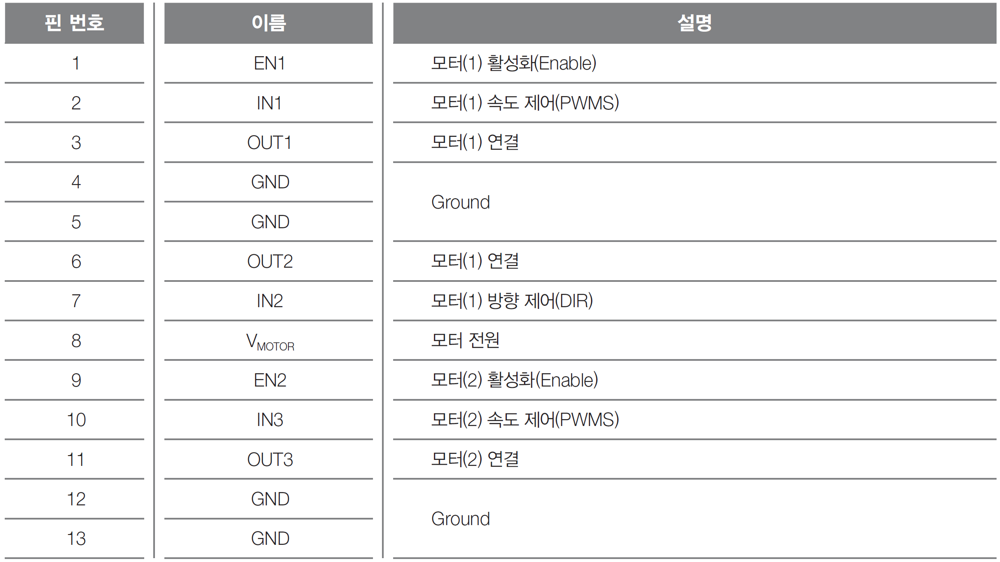 핀 번호 이름 설명
1 EN1 모터(1) 활성화(Enable)
2 IN1 모터(1) 속도 제어(PWMS)
3 OUT1 모터(1) 연결
4 GND Ground
5 GND
6 OUT2 모터(1) 연결
7 IN2 모터(1) 방향 제어(DIR)
8 VMOTOR 모터 전원
9 EN2 모터(2) 활성화(Enable)
10 IN3 모터(2) 속도 제어(PWMS)
11 OUT3 모터(2) 연결
12 GND Ground
13 GND